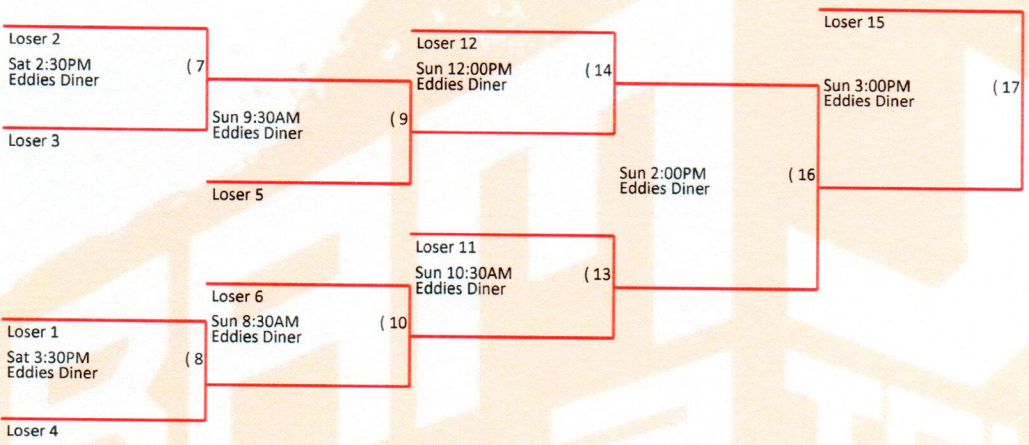 Loser 2
Sat 2:30PM
Eddies Diner
( 7
Loser 3
Sun 9:30AM
Eddies Diner
( 9
Loser 5
Loser 12
Sun 12:00PM
Eddies Diner
( 14
Loser 15
Sun 3:00PM
Eddies Diner
( 17
Sun 2:00PM
Eddies Diner
( 16
Loser 11
Sun 10:30AM
Eddies Diner
( 13
Loser 6
Sun 8:30AM
Eddies Diner
( 10
Loser 1
Sat 3:30PM
Eddies Diner
( 8
Loser 4